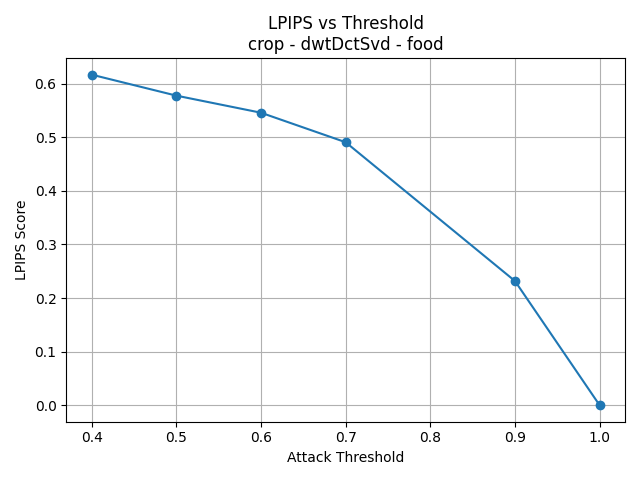 LPIPS vs Threshold
crop - dwtDctSvd - food
0.6
0.5
0.4
0.3
0.2
0.1
0.0
LPIPS Score
0.4 0.5 0.6 0.7 0.8 0.9 1.0
Attack Threshold